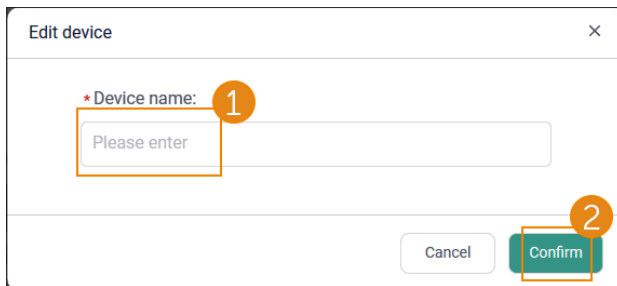 Edit device
* Device name:
1
Please enter
2
Cancel
Confirm